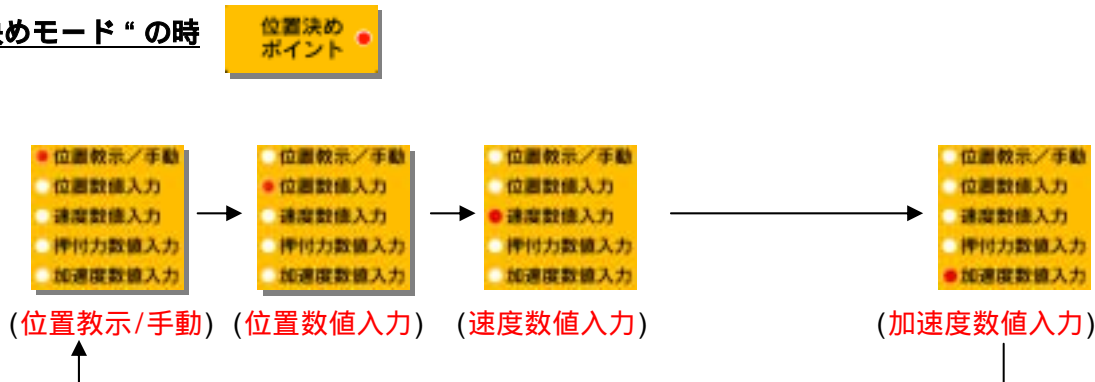 決めモード“の時
位置決め
ポイント
位置教示／手動
位置数値入力
速度数値入力
押付力数値入力
加速度数値入力
位置教示／手動
位置数値入力
速度数値入力
押付力数値入力
加速度数値入力
位置教示／手動
位置数値入力
速度数値入力
押付力数値入力
加速度数値入力
位置教示／手動
位置数値入力
速度数値入力
押付力数値入力
加速度数値入力
(位置教示/手動) (位置数値入力) (速度数値入力) (加速度数値入力)